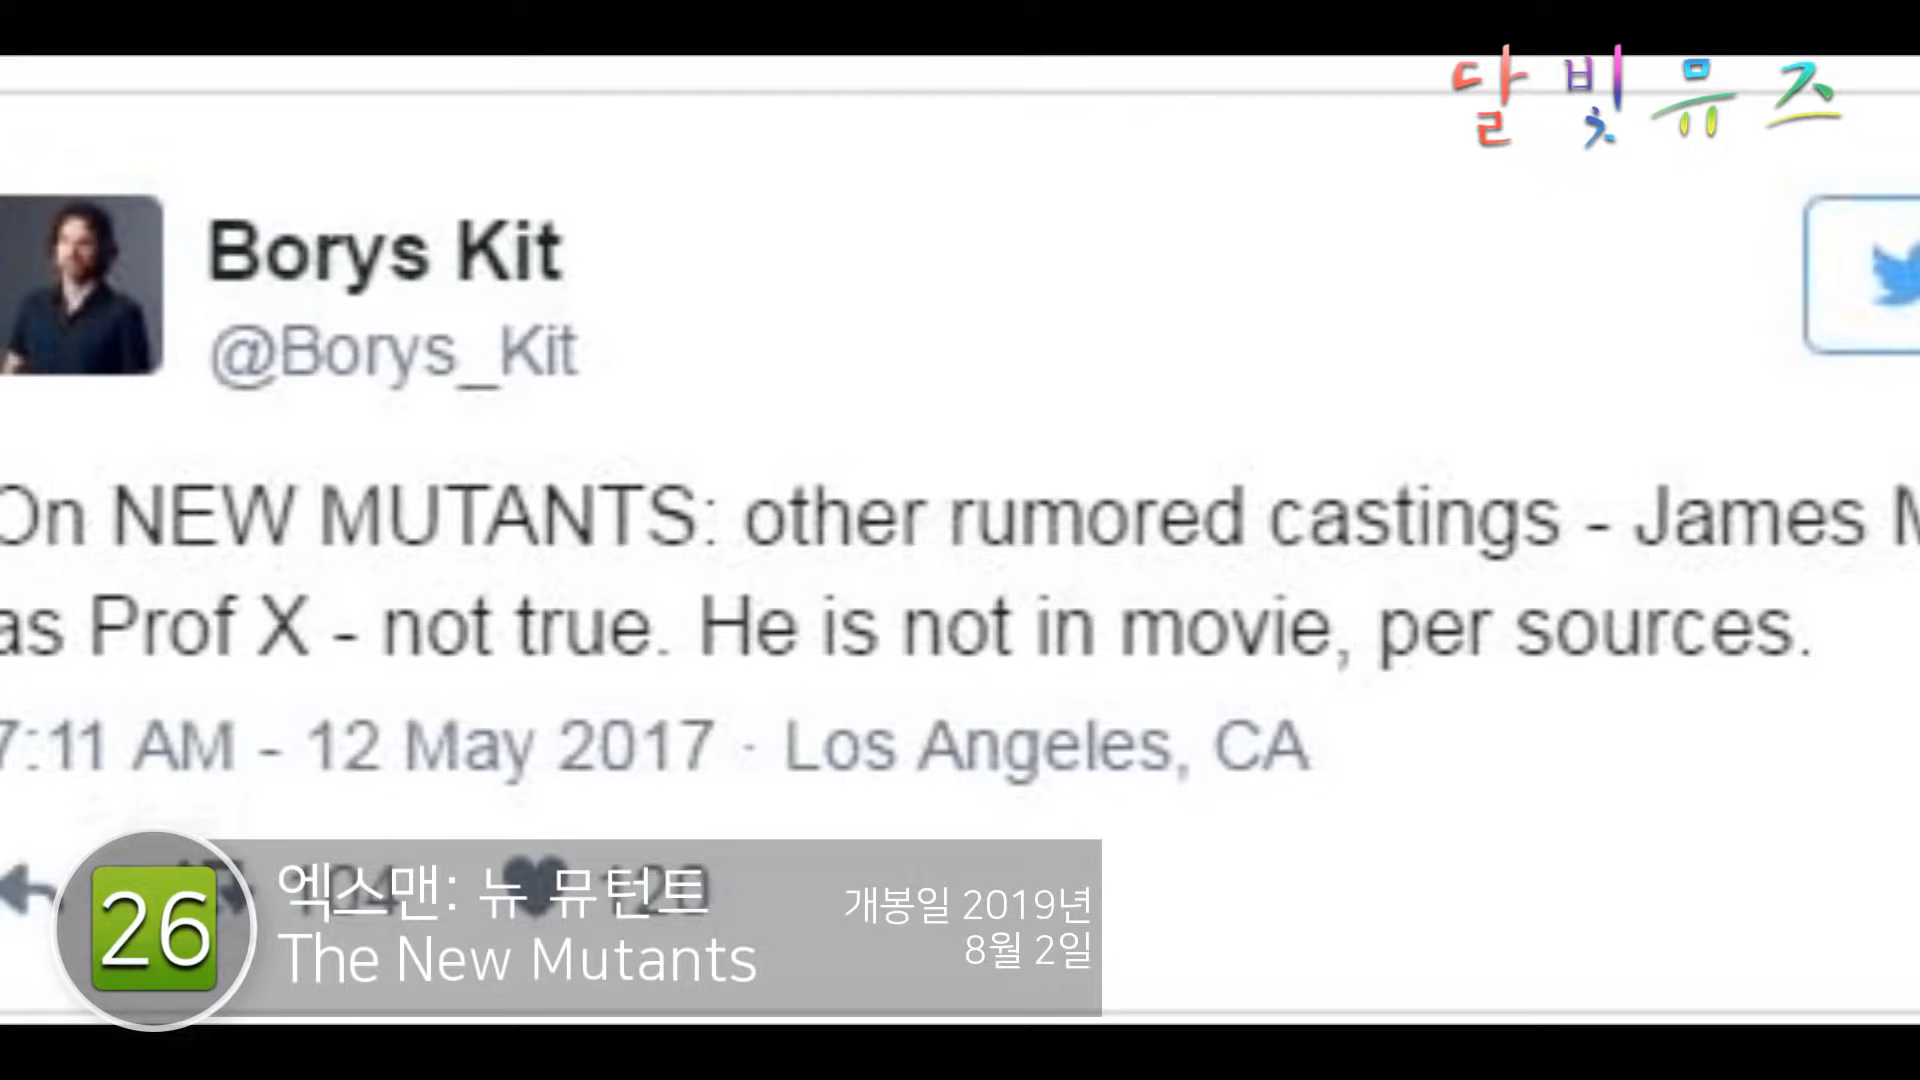 달빛뮤즈
Borys Kit
@Borys_Kit
On NEW MUTANTS: other rumored castings - James M
as Prof X - not true. He is not in movie, per sources.
7:11 AM - 12 May 2017 · Los Angeles, CA
26
엑스맨: 뉴 뮤턴트
The New Mutants
개봉일 2019년
8월 2일